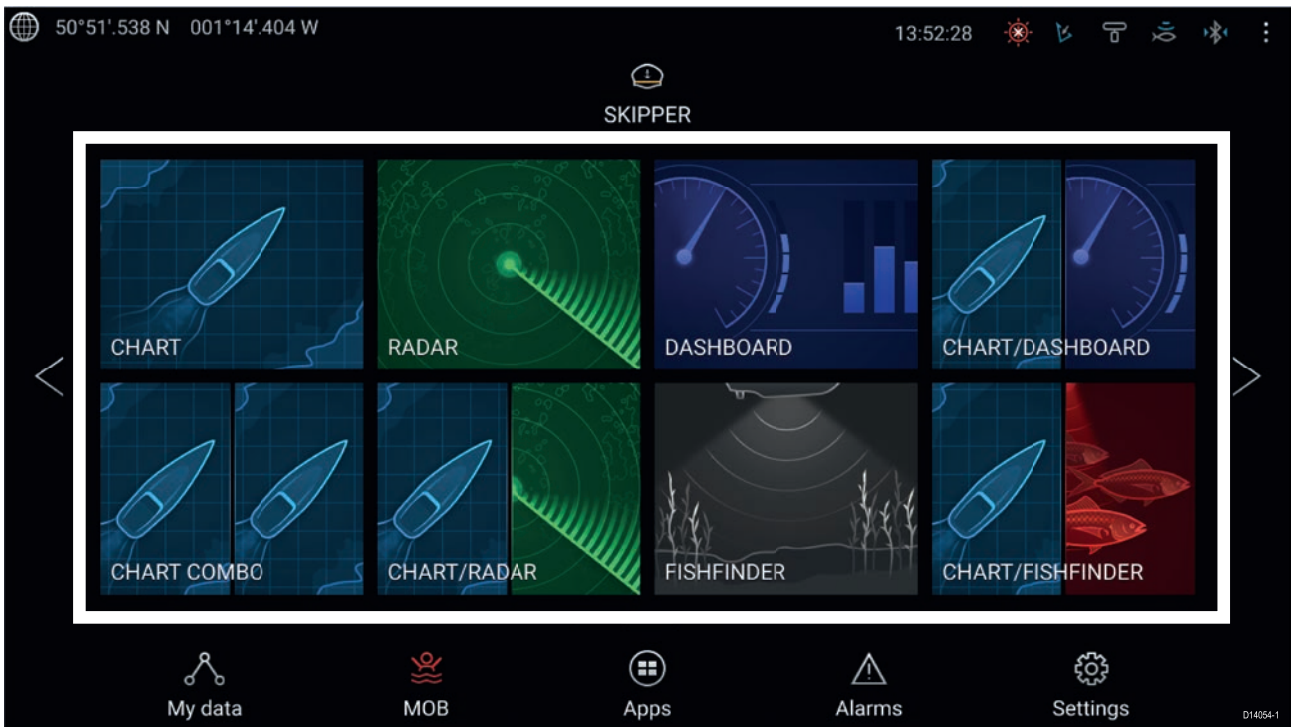 50°51'.538 N 001°14'.404 W
13:52:28
SKIPPER
CHART
RADAR
DASHBOARD
CHART/DASHBOARD
CHART COMBO
CHART/RADAR
FISHFINDER
CHART/FISHFINDER
My data
MOB
Apps
Alarms
Settings
D14054-1